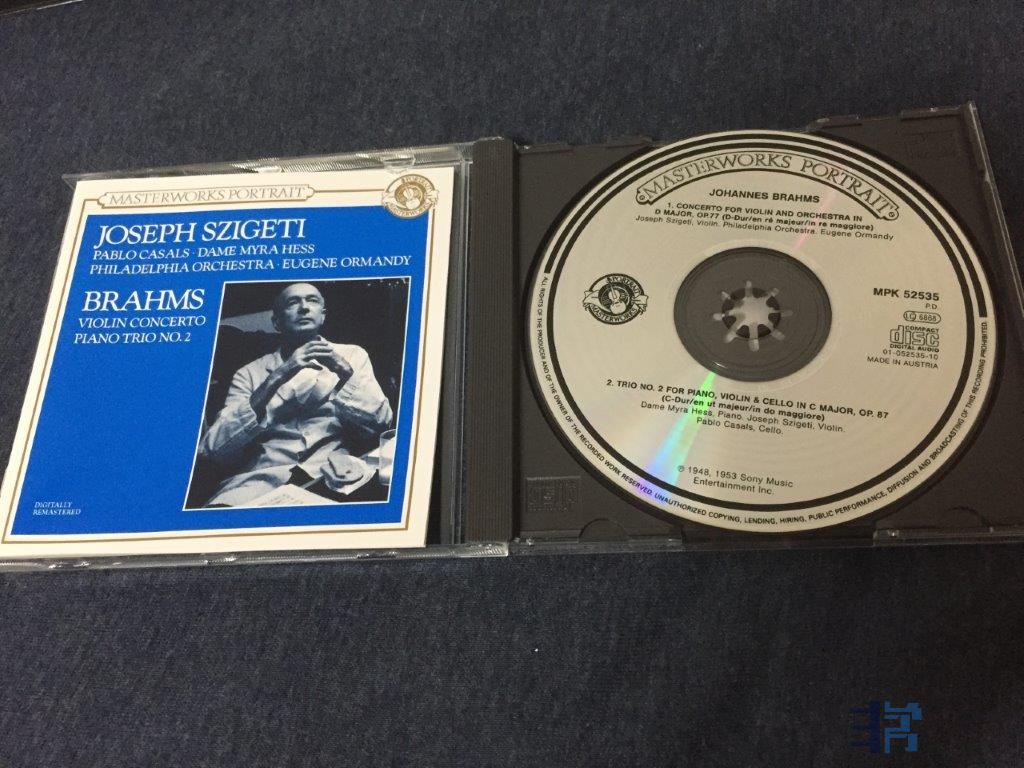 MASTERWORKS PORTRAIT
JOSEPH SZIGETI
PABLO CASALS · DAME MYRA HESS
PHILADELPHIA ORCHESTRA · EUGENE ORMANDY
BRAHMS
VIOLIN CONCERTO
PIANO TRIO NO. 2
DIGITALLY
REMASTERED
MASTERWORKS PORTRAIT
JOHANNES BRAHMS
1. CONCERTO FOR VIOLIN AND ORCHESTRA IN
D MAJOR, OP.77 (D-Dur/en ré majeur/in re maggiore)
Joseph Szigeti, Violin. Philadelphia Orchestra. Eugene Ormandy
PORTRAIT
MASTERWORKS
MPK 52535
P.D.
LC 6868
COMPACT
disc
DIGITAL AUDIO
01-052535-10
MADE IN AUSTRIA
2. TRIO NO. 2 FOR PIANO, VIOLIN & CELLO IN C MAJOR, OP. 87
(C-Dur/en ut majeur/in do maggiore)
Dame Myra Hess, Piano. Joseph Szigeti, Violin.
Pablo Casals, Cello.
℗ 1948, 1953 Sony Music
Entertainment Inc.
ALL RIGHTS OF THE PRODUCER AND OF THE OWNER OF THE RECORDED WORK RESERVED. UNAUTHORIZED COPYING, LENDING, HIRING, PUBLIC PERFORMANCE, DIFFUSION AND BROADCASTING OF THIS RECORDING PROHIBITED.